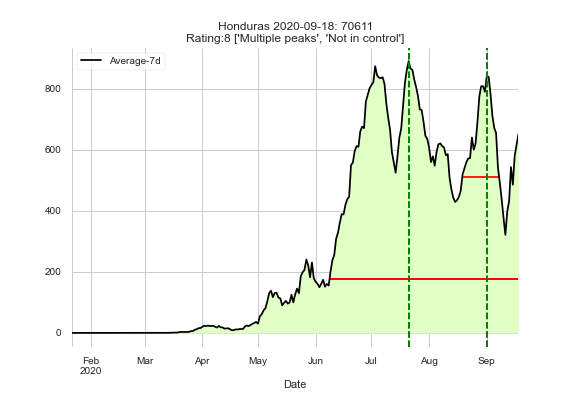 Honduras 2020-09-18: 70611
Rating:8 ['Multiple peaks', 'Not in control']
Average-7d
800
600
400
200
0
Feb Mar Apr May Jun Jul Aug Sep
2020
Date